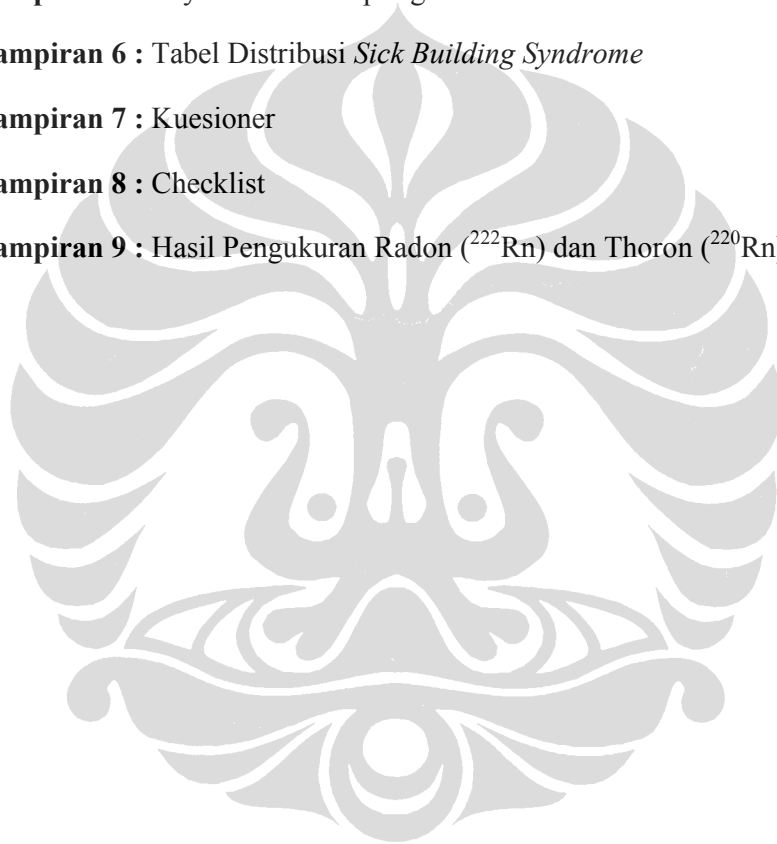 ampiran 6 : Tabel Distribusi Sick Building Syndrome
ampiran 7 : Kuesioner
ampiran 8 : Checklist
ampiran 9 : Hasil Pengukuran Radon (²²²Rn) dan Thoron (²²⁰Rn)